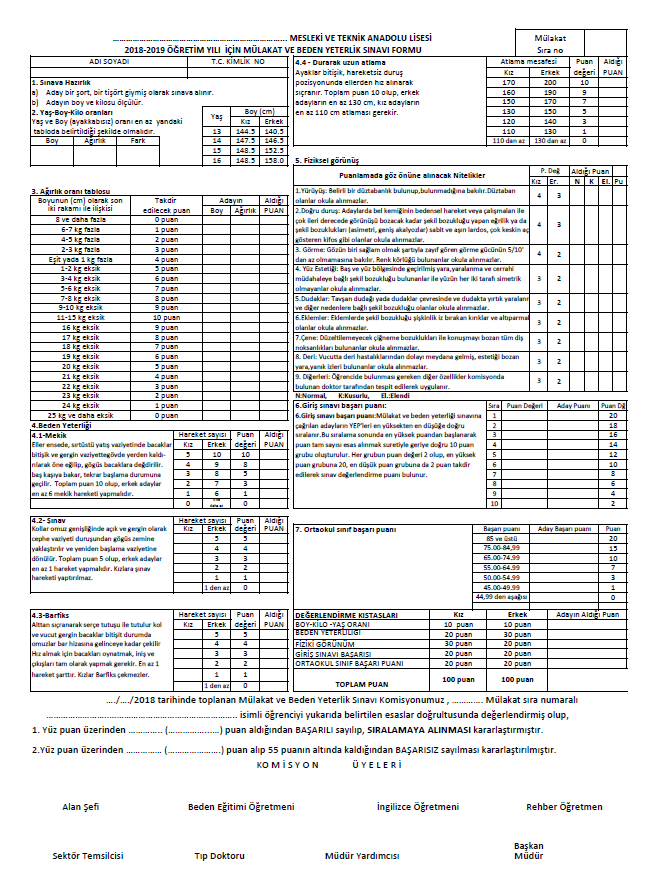 ……………………………………………………… MESLEKİ VE TEKNİK ANADOLU LİSESİ
2018-2019 ÖĞRETİM YILI İÇİN MÜLAKAT VE BEDEN YETERLİK SINAVI FORMU
Mülakat
Sıra no
ADI SOYADI T.C. KİMLİK NO
1. Sınava Hazırlık
a) Aday bir şort, bir tişört giymiş olarak sınava alınır.
b) Adayın boy ve kilosu ölçülür.
2. Yaş-Boy-Kilo oranları
Yaş ve Boy (ayakkabısız) oranı en az yandaki
tabloda belirtildiği şekilde olmalıdır.
Boy Ağırlık Fark
Yaş Boy (cm)
Kız Erkek
13 144.5 140.5
14 147.5 146.5
15 148.5 152.5
16 148.5 158.0
3. Ağırlık oranı tablosu
Boyunun (cm) olarak son iki rakamı ile ilişkisi Takdir edilecek puan Adayın Aldığı
Boy Ağırlık PUAN
8 ve daha fazla 0 puan
6-7 kg fazla 1 puan
4-5 kg fazla 2 puan
2-3 kg fazla 3 puan
Eşit yada 1 kg fazla 4 puan
1-2 kg eksik 5 puan
3-4 kg eksik 6 puan
5-6 kg eksik 7 puan
7-8 kg eksik 8 puan
9-10 kg eksik 9 puan
11-15 kg eksik 10 puan
16 kg eksik 9 puan
17 kg eksik 8 puan
18 kg eksik 7 puan
19 kg eksik 6 puan
20 kg eksik 5 puan
21 kg eksik 4 puan
22 kg eksik 3 puan
23 kg eksik 2 puan
24 kg eksik 1 puan
25 kg ve daha eksik 0 puan
4.Beden Yeterliği
4.1-Mekik
Eller ensede, sırtüstü yatış vaziyetinde bacaklar
bitişik ve gergin vaziyettegövde yerden kaldı-
rılarak öne eğilip, göğüs bacaklara değdirilir.
baş kaşıya bakar, tekrar başlama durumuna
geçilir. Toplam puan 10 olup, erkek adaylar
en az 6 mekik hareketi yapmalıdır.
Hareket sayısı Puan Aldığı
Kız Erkek değeri PUAN
5 10 10
4 9 8
3 8 5
2 7 3
1 6 1
0 0
4.2- Sınav
Kollar omuz genişliğinde açık ve gergin olarak
cephe vaziyeti duruşundan göğüs zemine
yaklaştırılır ve yeniden başlama vaziyetine
dönülür. Toplam puan 5 olup, erkek adaylar
en az 1 hareket yapmalıdır. Kızlara şınav
hareketi yaptırılmaz.
Hareket sayısı Puan Aldığı
Kız Erkek değeri PUAN
5 5
4 4
3 3
2 2
1 1
1 den az 0
4.3-Barfiks
Alttan sıçranarak serçe tutuşu ile tutulur kol
ve vucut gergin bacaklar bitişit durumda
omuzlar bar hizasına gelinceye kadar çekilir
Hız almak için bacakları oynatmak, iniş ve
çıkışları tam olarak yapmak gerekir. En az 1
hareket şarttır. Kızlar Barfiks çekmezler.
Hareket sayısı Puan Aldığı
Kız Erkek değeri PUAN
5 5
4 4
3 3
2 2
1 1
1 den az 0
4.4 - Durarak uzun atlama
Ayaklar bitişik, hareketsiz duruş
pozisyonunda ellerden hız alınarak
sıçranır. Toplam puan 10 olup, erkek
adayların en az 130 cm, kız adayların
en az 110 cm atlaması gerekir.
Atlama mesafesi Puan Aldığı
Kız Erkek değeri PUAN
170 200 10
160 190 9
150 170 7
130 150 5
120 140 3
110 130 1
110 dan az 130 dan az 0
5. Fiziksel görünüş
Puanlamada göz önüne alınacak Nitelikler P. Değ Aldığı Puan
Kız Er. N K El. Pu
1.Yürüyüş: Belirli bir düztabanlık bulunup,bulunmadığına bakılır.Düztaban
olanlar okula alınmazlar. 4 3
2.Doğru duruş: Adaylarda bel kemiğinin bedensel hareket veya çalışmaları ile
çok ileri derecede görünüşü bozacak kadar şekil bozukluğu yapan eğrilik ya da
şekil bozuklukları (asimetri, geniş akalyozlar) sabit ve aşırı lardos, çok keskin aç
gösteren kifos gibi olanlar okula alınmazlar. 4 3
3. Görme: Gözün biri sağlam olmak şartıyla zayıf gören görme gücünün 5/10'
dan az olmamasına bakılır. Renk körlüğü bulunanlar okula alınmazlar. 4 2
4. Yüz Estetiği: Baş ve yüz bölgesinde geçirilmiş yara,yaralanma ve cerrahi
müdahaleye bağlı şekil bozukluğu bulunanlar ile yüzün her iki tarafı simetrik
olmayanlar okula alınmazlar. 3 2
5.Dudaklar: Tavşan dudağı yada dudaklar çevresinde ve dudakta yırtık yaraların
ve diğer nedenlere bağlı şekil bozukluğu olanlar okula alınmazlar. 3 2
6.Eklemler: Eklemlerde şekil bozukluğu şişkinlik iz bırakan kırıklar ve altıparmak
olanlar okula alınmazlar. 3 2
7.Çene: Düzeltilemeyecek çiğneme bozuklukları ile konuşmayı bozan tüm diş
noksanlıkları bulunanlar okula alınmazlar. 3 2
8. Deri: Vucutta deri hastalıklarından dolayı meydana gelmiş, estetiği bozan
yara,yanık izleri bulunanlar okula alınmazlar. 3 2
9. Diğerleri: Öğrencide bulunması gereken diğer özellikler komisyonda
bulunan doktor tarafından tespit edilerek uygulanır. 3 2
N:Normal, K:Kusurlu, El.:Elendi
6.Giriş sınavı başarı puanı:
6.Giriş sınavı başarı puanı:Mülakat ve beden yeterliği sınavına
çağrılan adayların YEP'leri en yüksekten en düşüğe doğru
sıralanır.Bu sıralama sonunda en yüksek puandan başlanarak
puan tam sayısı esas alınmak suretiyle geriye doğru 10 puan
grubu oluşturulur. Her grubun puan değeri 2 olup, en yüksek
puan grubuna 20, en düşük puan grubuna da 2 puan takdir
edilerek sınav değerlendirme puanı bulunur.
Sıra Puan Değeri Aday Puanı Puan Dğ
1 20
2 18
3 16
4 14
5 12
6 10
7 8
8 6
9 4
10 2
7. Ortaokul sınıf başarı puanı
Başarı puanı Aday Başarı puanı Puan
85 ve üstü 20
75.00-84,99 15
65.00-74.99 10
55.00-64.99 7
50.00-54.99 3
45.00-49.99 1
44,99 den aşağısı 0
DEĞERLENDİRME KISTASLARI Kız Erkek Adayın Aldığı Puan
BOY-KİLO -YAŞ ORANI 10 puan 10 puan
BEDEN YETERLİLİĞİ 20 puan 30 puan
FİZİKİ GÖRÜNÜM 30 puan 20 puan
GİRİŞ SINAVI BAŞARISI 20 puan 20 puan
ORTAOKUL SINIF BAŞARI PUANI 20 puan 20 puan
TOPLAM PUAN 100 puan 100 puan
…./…./2018 tarihinde toplanan Mülakat ve Beden Yeterlik Sınavı Komisyonumuz , …………. Mülakat sıra numaralı
……………………………………………………………. isimli öğrenciyi yukarıda belirtilen esaslar doğrultusunda değerlendirmiş olup,
1. Yüz puan üzerinden ………….. (………………..…) puan aldığından BAŞARILI sayılıp, SIRALAMAYA ALINMASI kararlaştırmıştır.
2.Yüz puan üzerinden …………… (………………….) puan alıp 55 puanın altında kaldığından BAŞARISIZ sayılması kararlaştırılmıştır.
KOMİSYON ÜYELERİ
Alan Şefi Beden Eğitimi Öğretmeni İngilizce Öğretmeni Rehber Öğretmen
Sektör Temsilcisi Tıp Doktoru Müdür Yardımcısı Başkan
Müdür